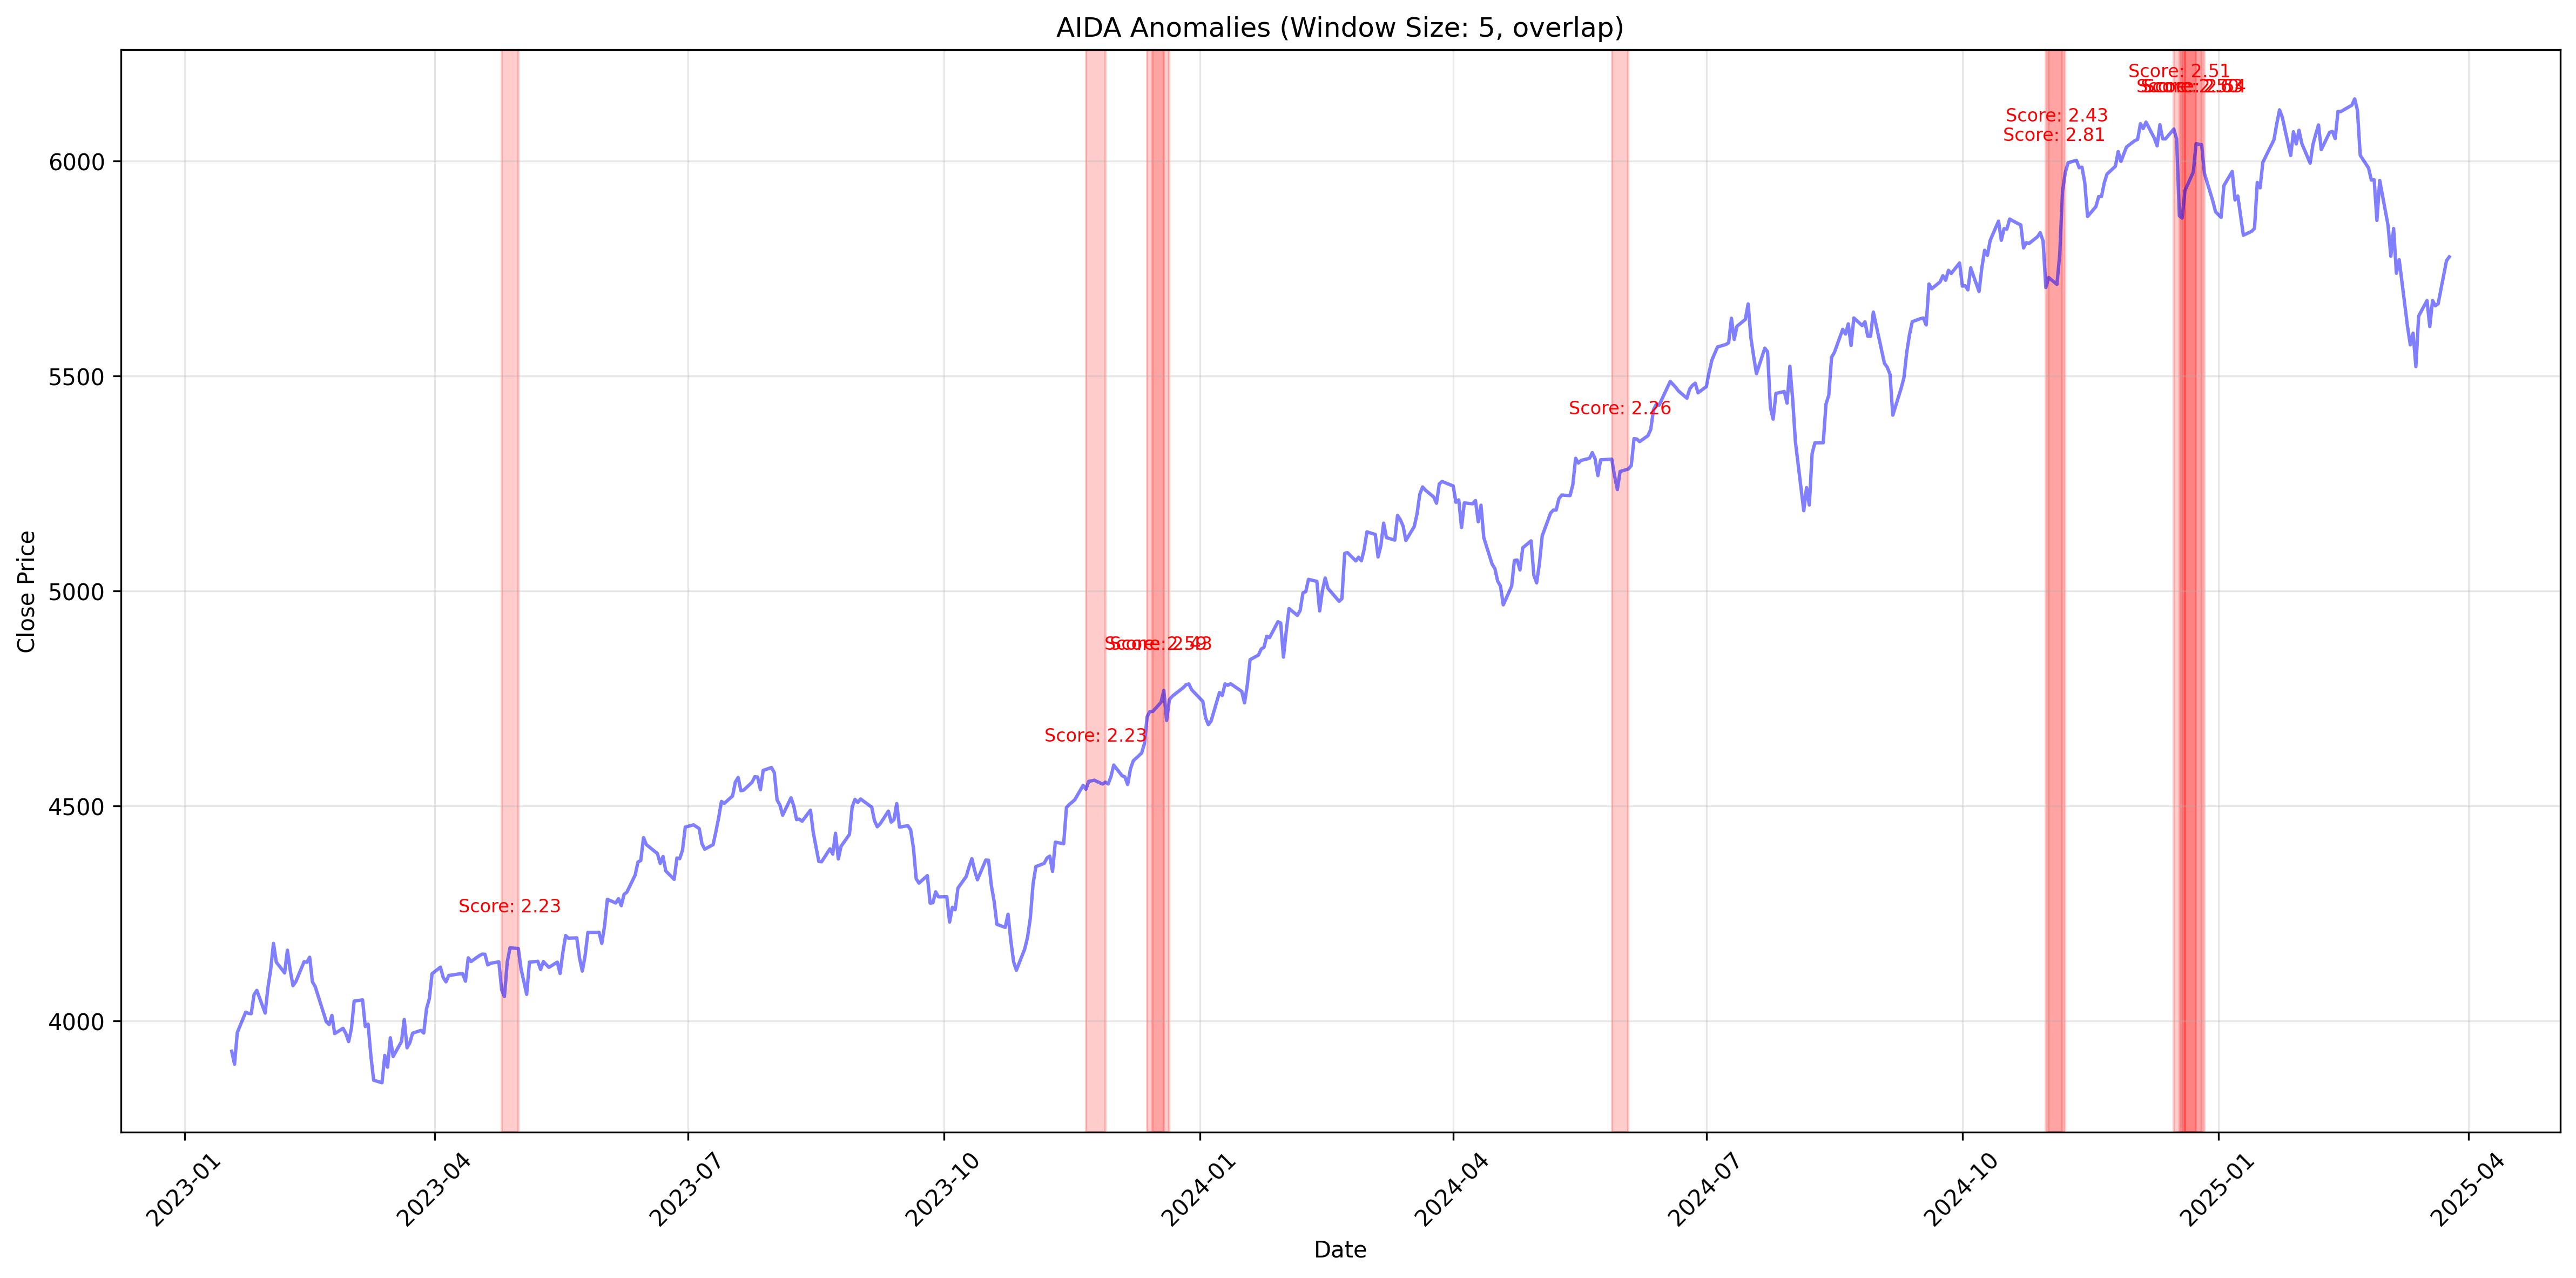 AIDA Anomalies (Window Size: 5, overlap)
Score: 2.51
Score: 2.43
Score: 2.81
Score: 2.26
Score: 2.23
Score: 2.23
Close Price
6000
5500
5000
4500
4000
2023-01
2023-04
2023-07
2023-10
2024-01
2024-04
2024-07
2024-10
2025-01
2025-04
Date